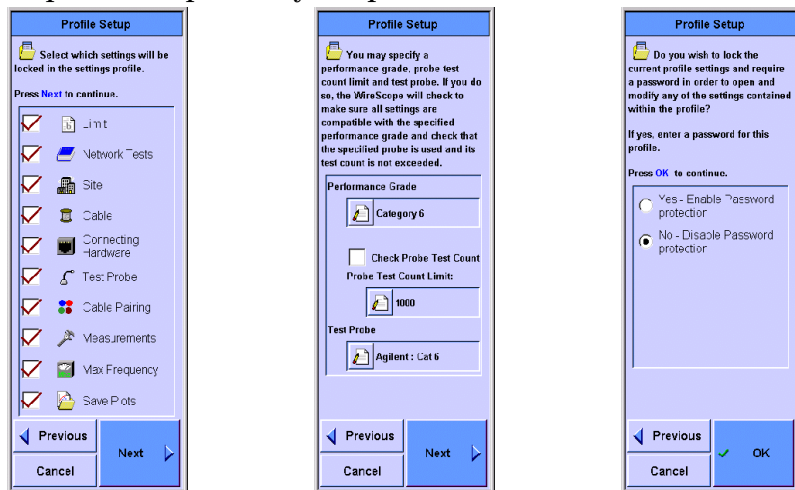 Profile Setup
Select which settings will be
locked in the settings profile.
Press Next to continue.
Limit
Network Tests
Site
Cable
Connecting
Hardware
Test Probe
Cable Pairing
Measurements
Max Frequency
Save Plots
Previous
Next
Cancel
Profile Setup
You may specify a
performance grade, probe test
count limit and test probe. If you do
so, the WireScope will check to
make sure all settings are
compatible with the specified
performance grade and check that
the specified probe is used and its
test count is not exceeded.
Performance Grade
Category 6
Check Probe Test Count
Probe Test Count Limit:
1000
Test Probe
Agilent : Cat 6
Previous
Next
Cancel
Profile Setup
Do you wish to lock the
current profile settings and require
a password in order to open and
modify any of the settings contained
within the profile?
If yes, enter a password for this
profile.
Press OK to continue.
Yes - Enable Password
protection
No - Disable Password
protection
Previous
OK
Cancel